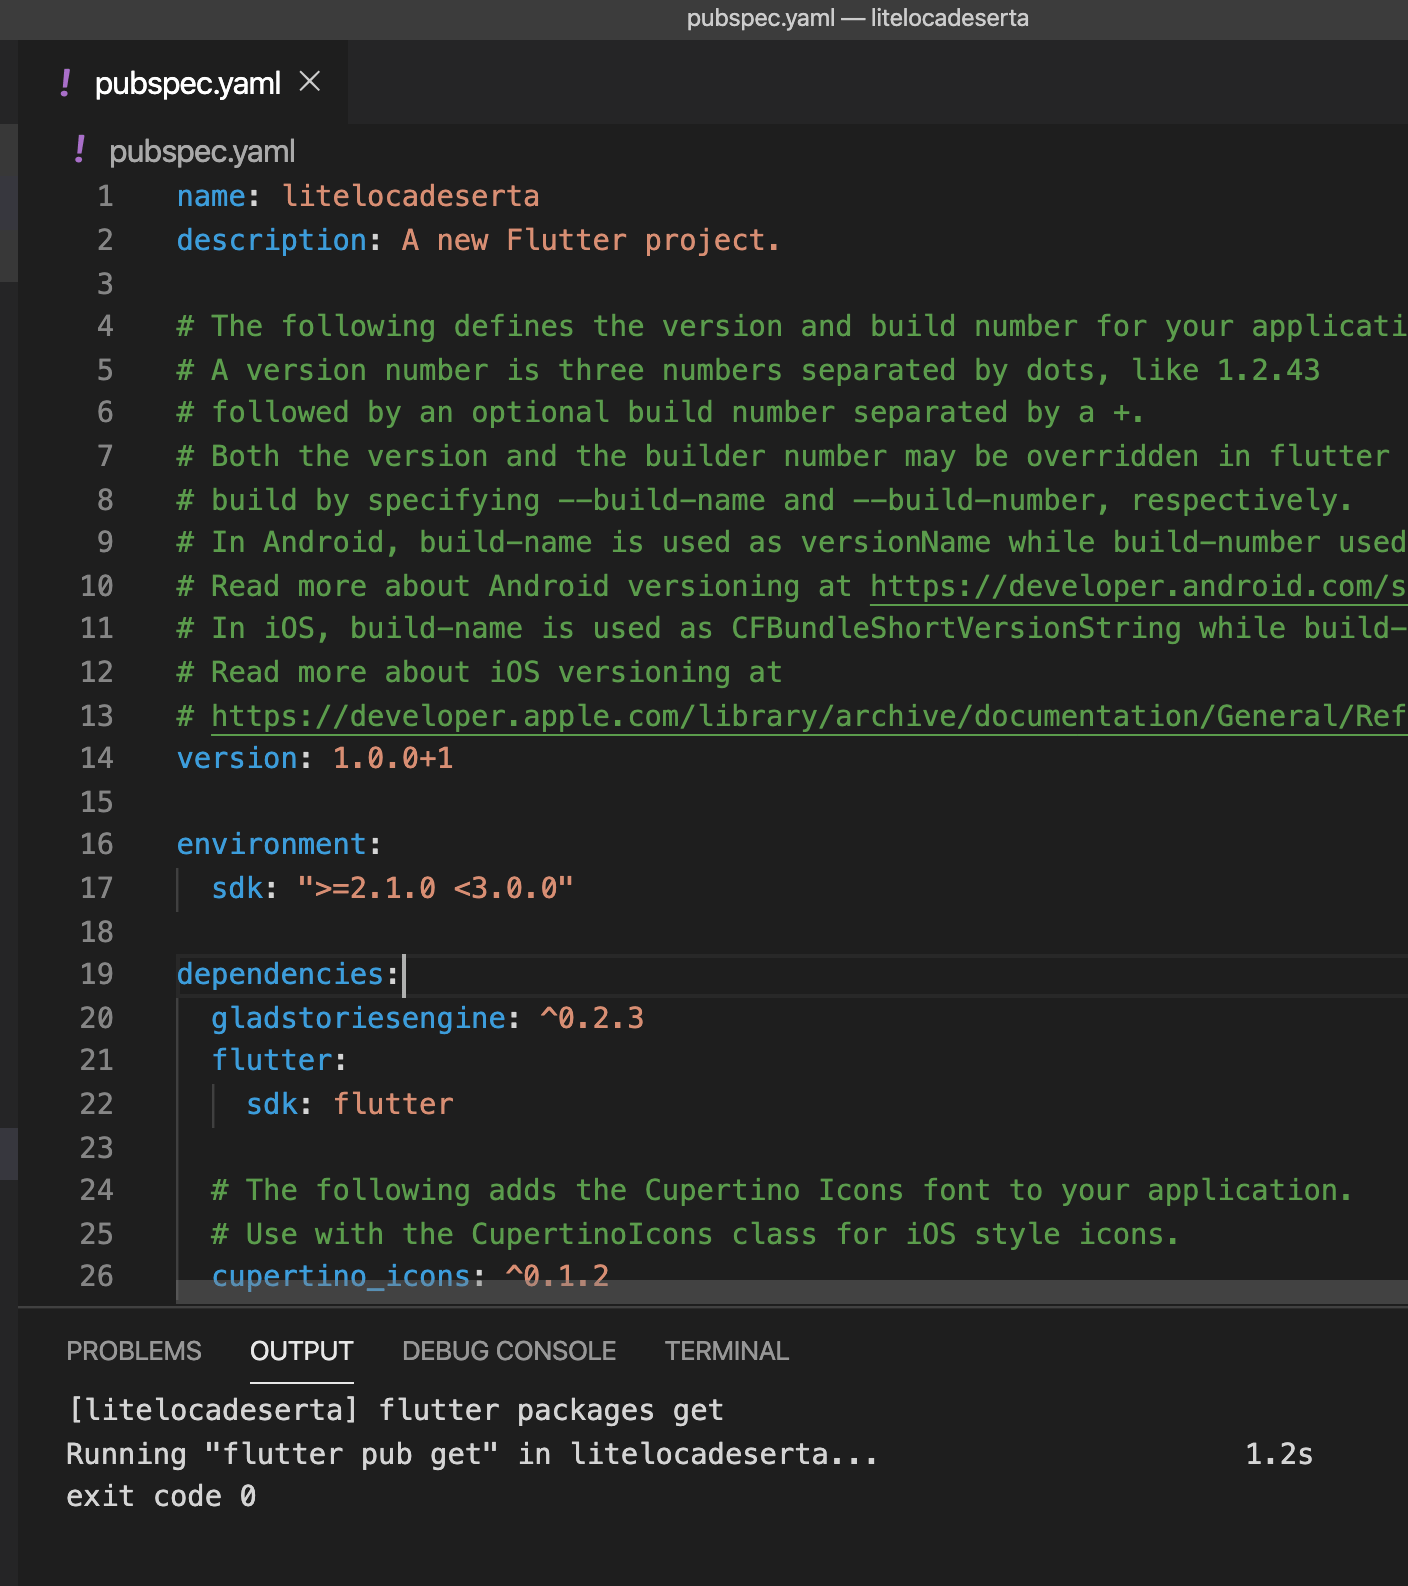 pubspec.yaml — litelocadeserta
! pubspec.yaml
! pubspec.yaml
1 name: litelocadeserta
2 description: A new Flutter project.
3
4 # The following defines the version and build number for your applicati
5 # A version number is three numbers separated by dots, like 1.2.43
6 # followed by an optional build number separated by a +.
7 # Both the version and the builder number may be overridden in flutter
8 # build by specifying --build-name and --build-number, respectively.
9 # In Android, build-name is used as versionName while build-number used
10 # Read more about Android versioning at https://developer.android.com/s
11 # In iOS, build-name is used as CFBundleShortVersionString while build-
12 # Read more about iOS versioning at
13 # https://developer.apple.com/library/archive/documentation/General/Ref
14 version: 1.0.0+1
15
16 environment:
17 sdk: ">=2.1.0 <3.0.0"
18
19 dependencies:
20 gladstoriesengine: ^0.2.3
21 flutter:
22 sdk: flutter
23
24 # The following adds the Cupertino Icons font to your application.
25 # Use with the CupertinoIcons class for iOS style icons.
26 cupertino_icons: ^0.1.2
PROBLEMS OUTPUT DEBUG CONSOLE TERMINAL
[litelocadeserta] flutter packages get
Running "flutter pub get" in litelocadeserta... 1.2s
exit code 0